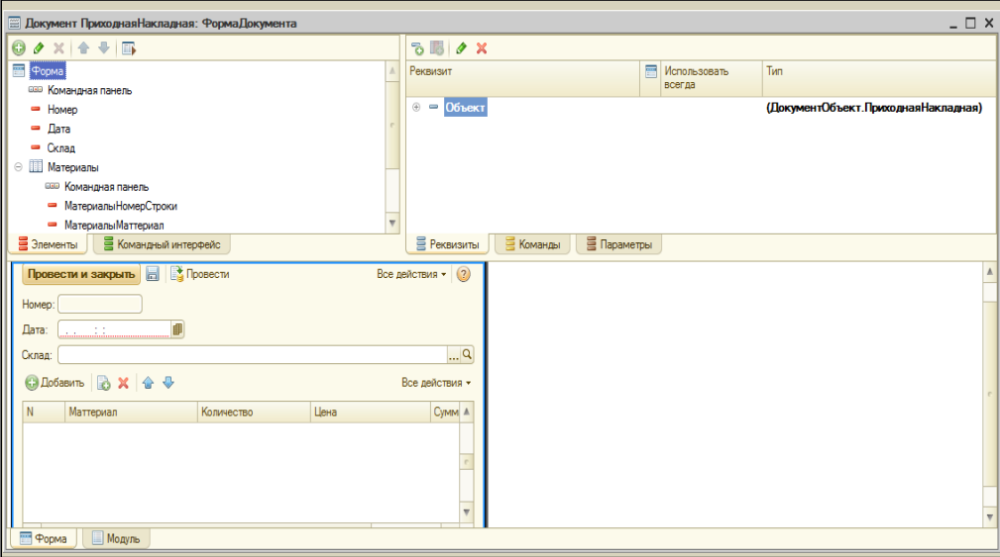 Документ ПриходнаяНакладная: ФормаДокумента
Форма
Командная панель
Номер
Дата
Склад
Материалы
Командная панель
МатериалыНомерСтроки
МатериалыМаттериал
Элементы
Командный интерфейс
Реквизит
Использовать всегда
Тип
Объект
(ДокументОбъект.ПриходнаяНакладная)
Реквизиты
Команды
Параметры
Провести и закрыть
Провести
Все действия
Номер:
Дата: . . : :
Склад:
Добавить
Все действия
N Маттериал Количество Цена Сумм
Форма
Модуль